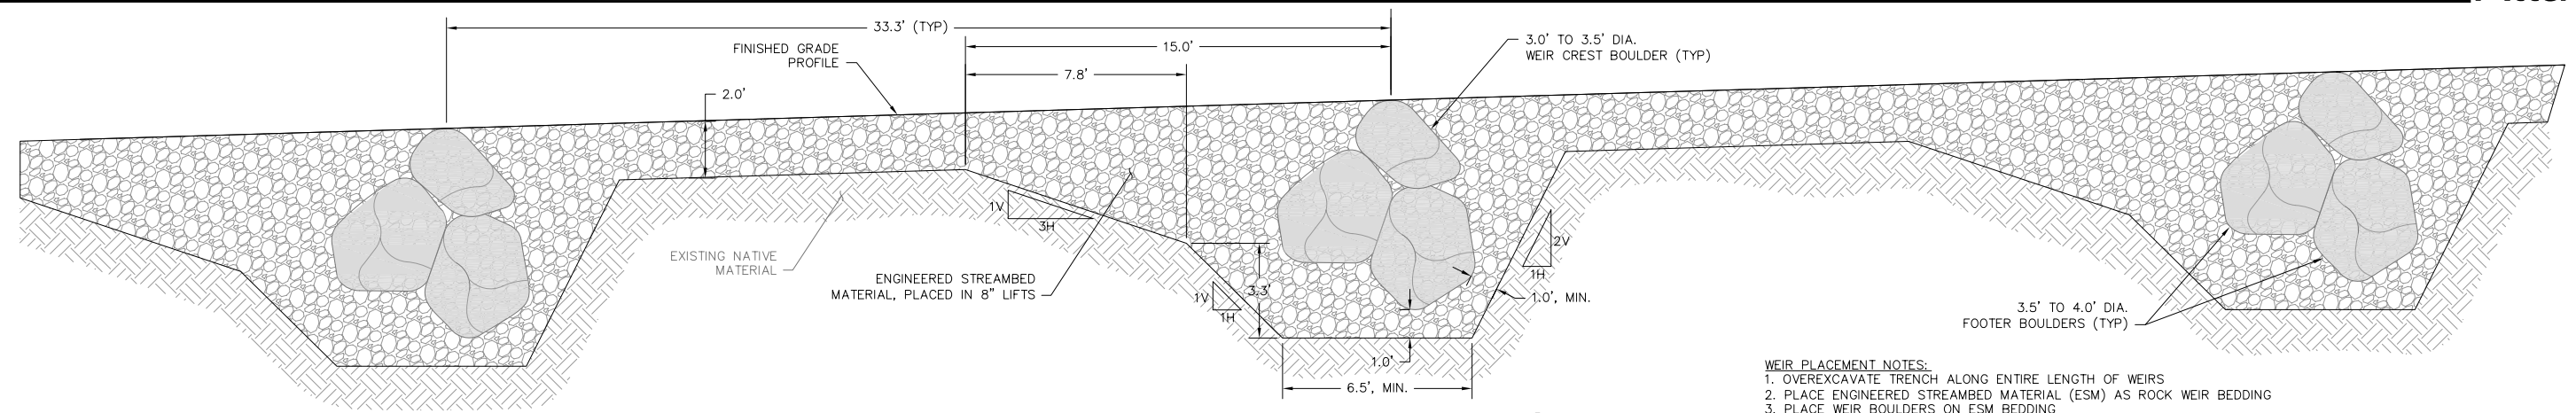 33.3' (TYP)
15.0'
7.8'
FINISHED GRADE
PROFILE
2.0'
3.0' TO 3.5' DIA.
WEIR CREST BOULDER (TYP)
1V
3H
EXISTING NATIVE
MATERIAL
ENGINEERED STREAMBED
MATERIAL, PLACED IN 8" LIFTS
3.3'
1V
1H
2V
1H
1.0', MIN.
1.0'
6.5', MIN.
3.5' TO 4.0' DIA.
FOOTER BOULDERS (TYP)
WEIR PLACEMENT NOTES:
1. OVEREXCAVATE TRENCH ALONG ENTIRE LENGTH OF WEIRS
2. PLACE ENGINEERED STREAMBED MATERIAL (ESM) AS ROCK WEIR BEDDING
3. PLACE WEIR BOULDERS ON ESM BEDDING